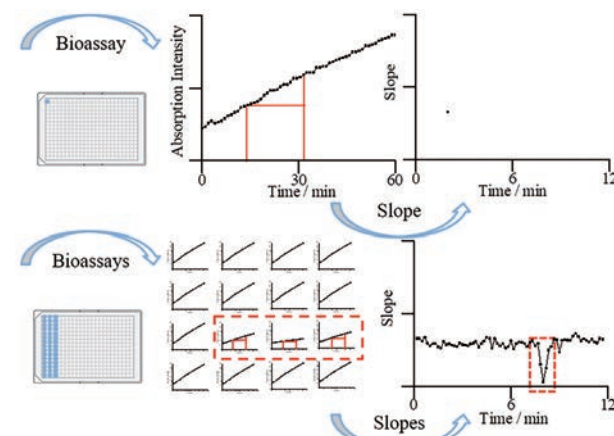 Bioassay
Absorption Intensity
0
30
60
Time / min
Slope
0
6
12
Time / min
Slope
Bioassays
Slope
0
6
12
Time / min
Slopes